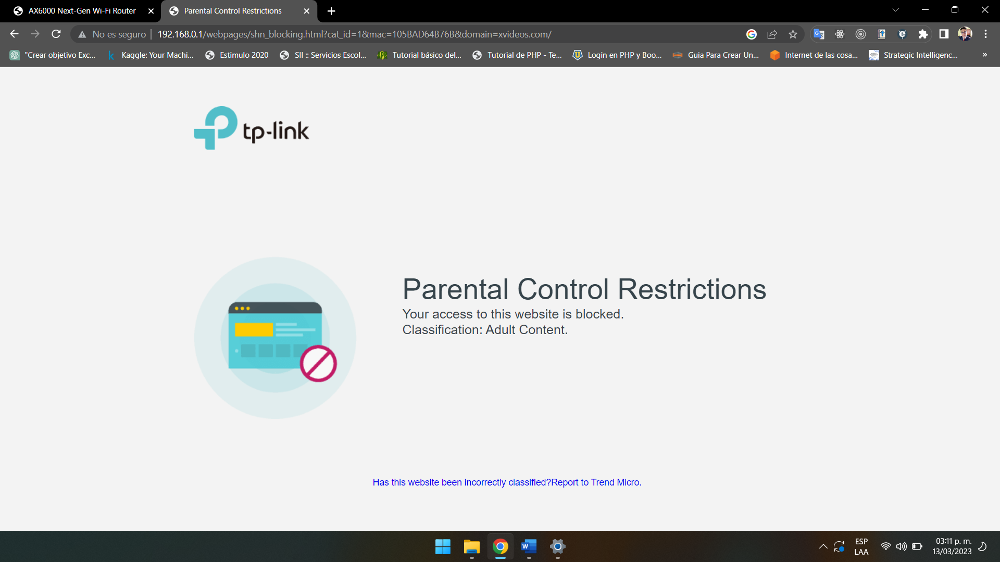 AX6000 Next-Gen Wi-Fi Router
Parental Control Restrictions
No es seguro | 192.168.0.1/webpages/shn_blocking.html?cat_id=1&mac=105BAD64B76B&domain=xvideos.com/
"Crear objetivo Exc...
Kaggle: Your Machi...
Estimulo 2020
SII :: Servicios Escol...
Tutorial básico del...
Tutorial de PHP - Te...
Login en PHP y Boo...
Guia Para Crear Un...
Internet de las cosa...
Strategic Intelligenc...
»
tp-link
Parental Control Restrictions
Your access to this website is blocked.
Classification: Adult Content.
Has this website been incorrectly classified?Report to Trend Micro.
ESP
LAA
03:11 p. m.
13/03/2023